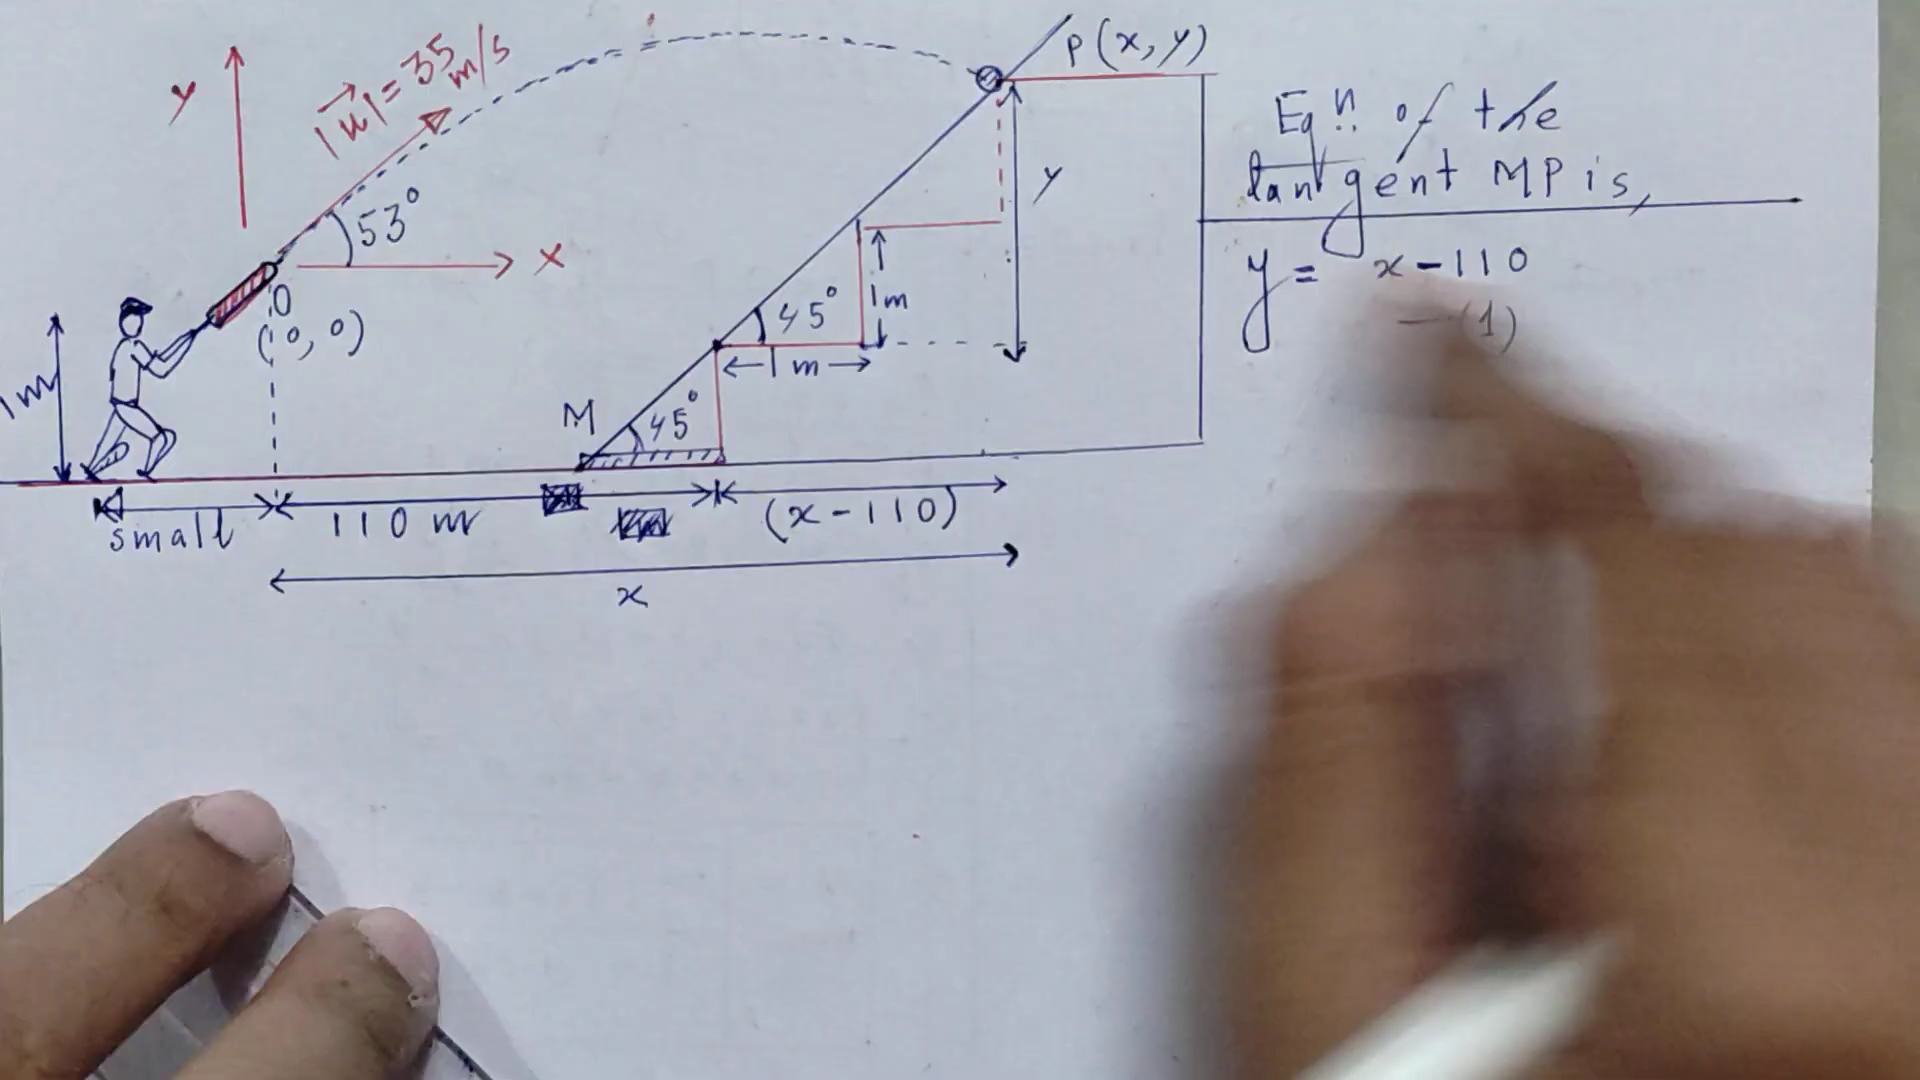 y
|u| = 35 m/s
53°
x
O
(0, 0)
1m
small
110 m
M
45°
45°
1 m
1m
y
P(x, y)
(x - 110)
x
Eqn. of the
tangent MP is,
y = x - 110
— (1)